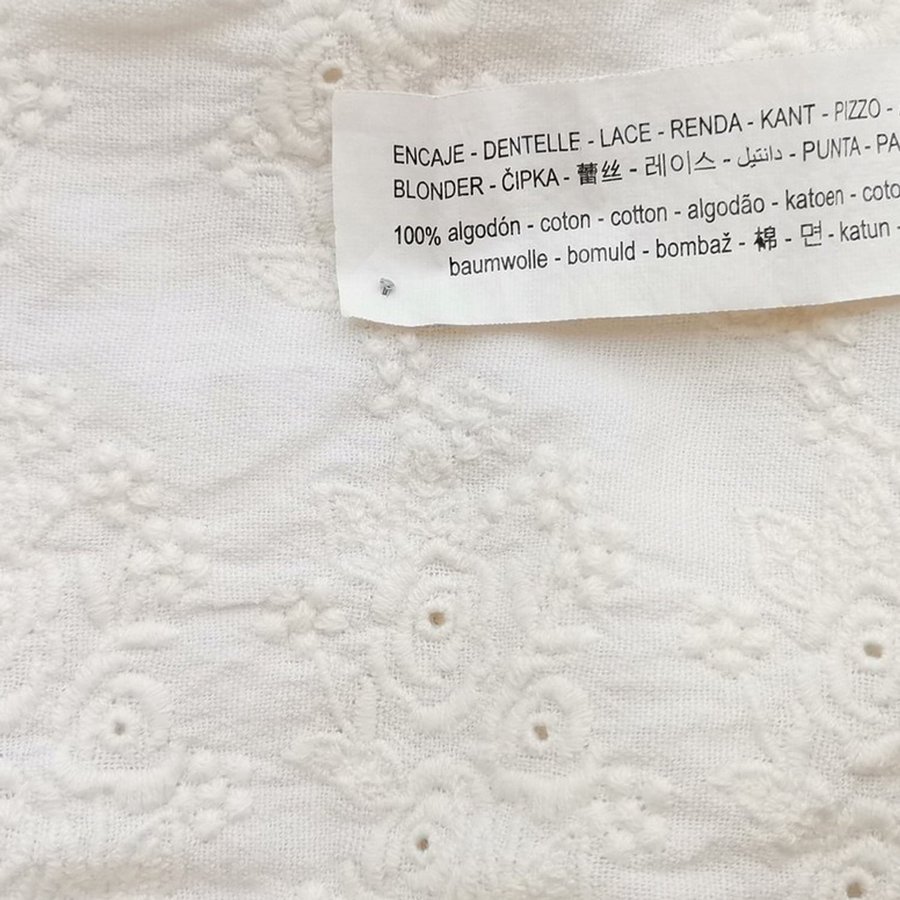 ENCAJE - DENTELLE - LACE - RENDA - KANT - PIZZO -
BLONDER - ČIPKA - 蕾丝 - 레이스 - دانتيل - PUNTA - PA
100% algodón - coton - cotton - algodão - katoen - coto
baumwolle - bomuld - bombaž - 棉 - 면 - katun -